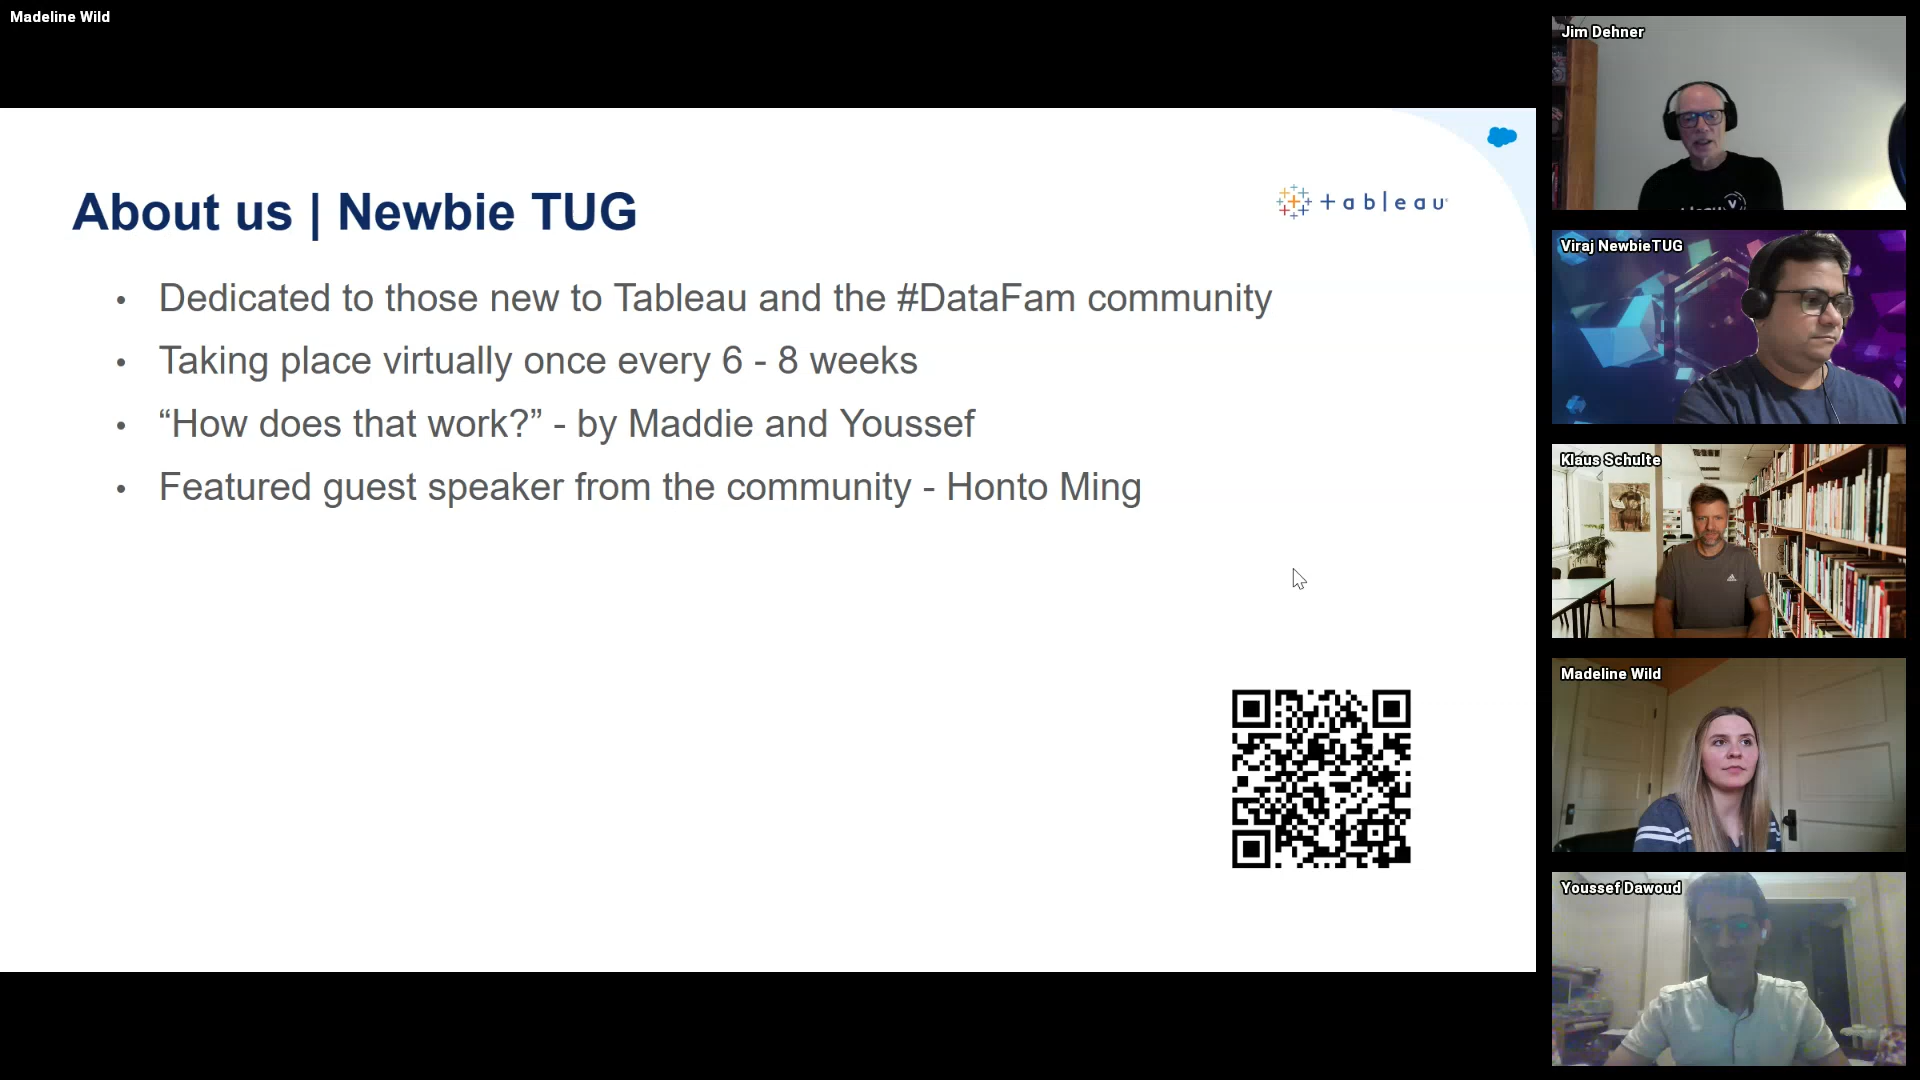 Madeline Wild
About us | Newbie TUG
+ a b | e a u
• Dedicated to those new to Tableau and the #DataFam community
• Taking place virtually once every 6 - 8 weeks
• “How does that work?” - by Maddie and Youssef
• Featured guest speaker from the community - Honto Ming
Jim Dehner
Viraj NewbieTUG
Klaus Schulte
Madeline Wild
Youssef Dawoud